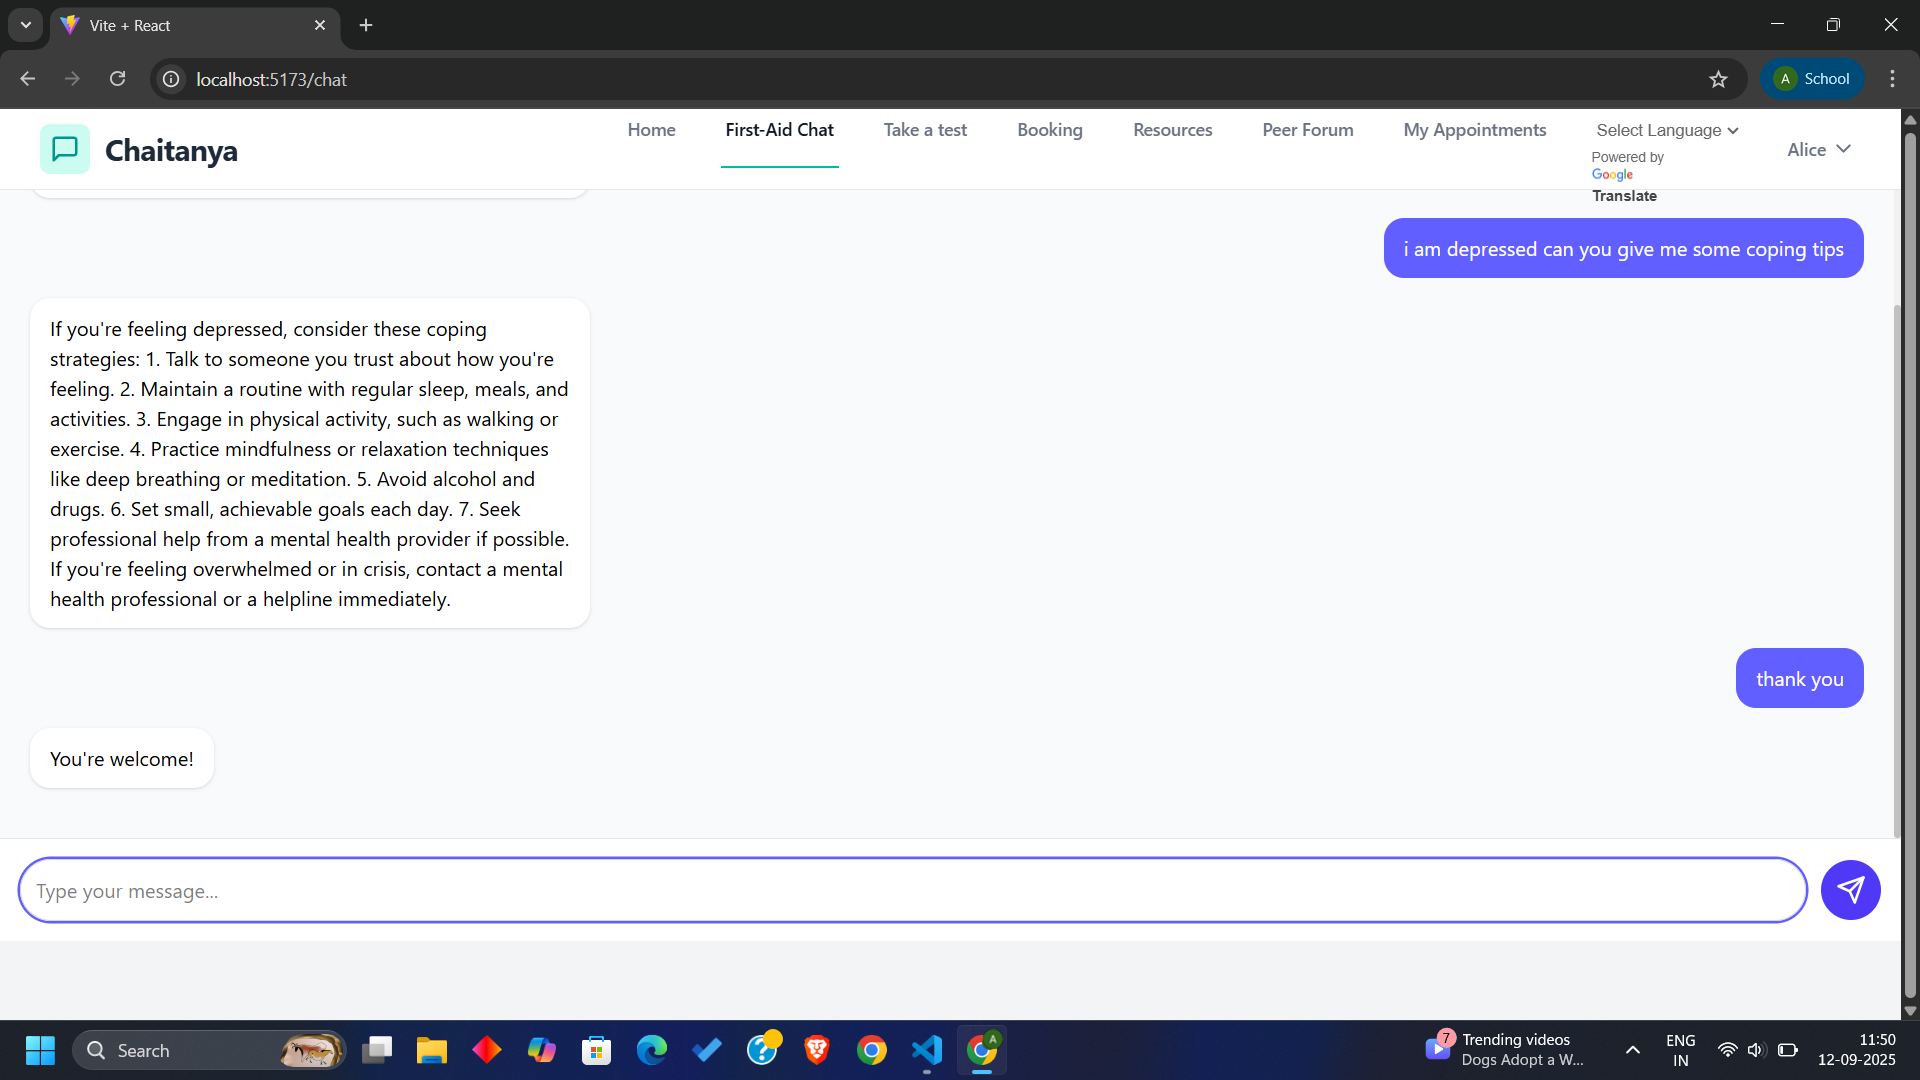 Vite + React
localhost:5173/chat
A School
Chaitanya
Home
First-Aid Chat
Take a test
Booking
Resources
Peer Forum
My Appointments
Select Language
Powered by
Google
Translate
Alice
i am depressed can you give me some coping tips
If you're feeling depressed, consider these coping
strategies: 1. Talk to someone you trust about how you're
feeling. 2. Maintain a routine with regular sleep, meals, and
activities. 3. Engage in physical activity, such as walking or
exercise. 4. Practice mindfulness or relaxation techniques
like deep breathing or meditation. 5. Avoid alcohol and
drugs. 6. Set small, achievable goals each day. 7. Seek
professional help from a mental health provider if possible.
If you're feeling overwhelmed or in crisis, contact a mental
health professional or a helpline immediately.
thank you
You're welcome!
Type your message...
Search
A
7
Trending videos
Dogs Adopt a W...
ENG
IN
11:50
12-09-2025